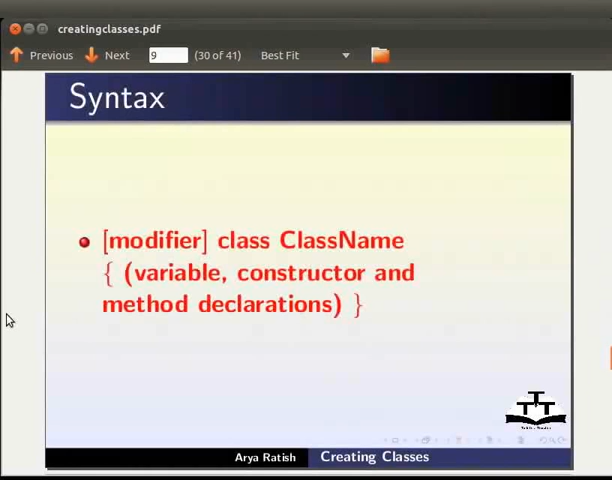 creatingclasses.pdf
Previous Next 9 (30 of 41) Best Fit
Syntax
[modifier] class ClassName
{ (variable, constructor and
method declarations) }
TTT
Arya Ratish Creating Classes